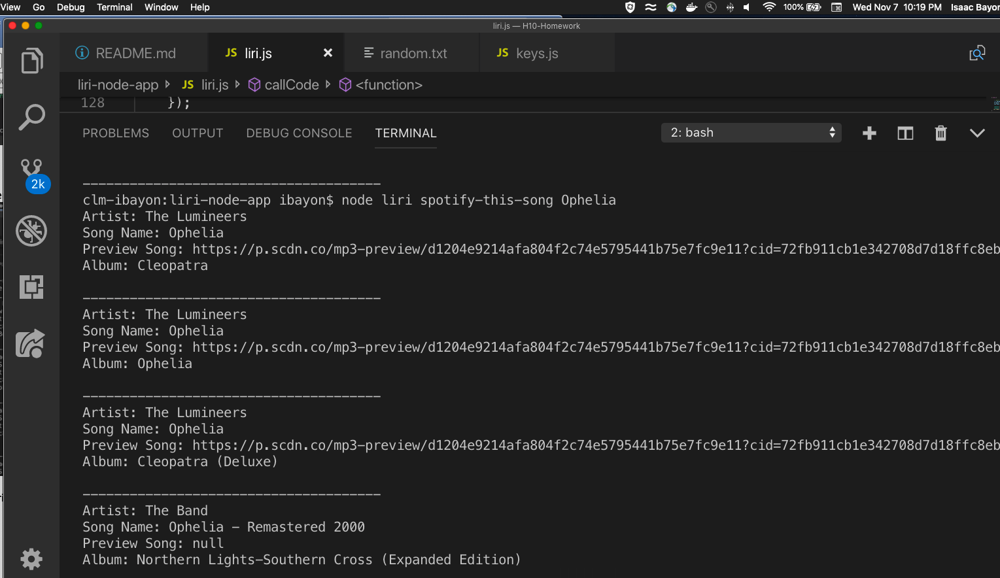 View Go Debug Terminal Window Help 100% Wed Nov 7 10:19 PM Isaac Bayon
liri.js — H10-Homework
README.md JS liri.js random.txt JS keys.js
liri-node-app JS liri.js callCode <function>
128 });
PROBLEMS OUTPUT DEBUG CONSOLE TERMINAL 2: bash
2k
--------------------------------------
clm-ibayon:liri-node-app ibayon$ node liri spotify-this-song Ophelia
Artist: The Lumineers
Song Name: Ophelia
Preview Song: https://p.scdn.co/mp3-preview/d1204e9214afa804f2c74e5795441b75e7fc9e11?cid=72fb911cb1e342708d7d18ffc8eb
Album: Cleopatra
--------------------------------------
Artist: The Lumineers
Song Name: Ophelia
Preview Song: https://p.scdn.co/mp3-preview/d1204e9214afa804f2c74e5795441b75e7fc9e11?cid=72fb911cb1e342708d7d18ffc8eb
Album: Ophelia
--------------------------------------
Artist: The Lumineers
Song Name: Ophelia
Preview Song: https://p.scdn.co/mp3-preview/d1204e9214afa804f2c74e5795441b75e7fc9e11?cid=72fb911cb1e342708d7d18ffc8eb
Album: Cleopatra (Deluxe)
--------------------------------------
Artist: The Band
Song Name: Ophelia - Remastered 2000
Preview Song: null
Album: Northern Lights-Southern Cross (Expanded Edition)